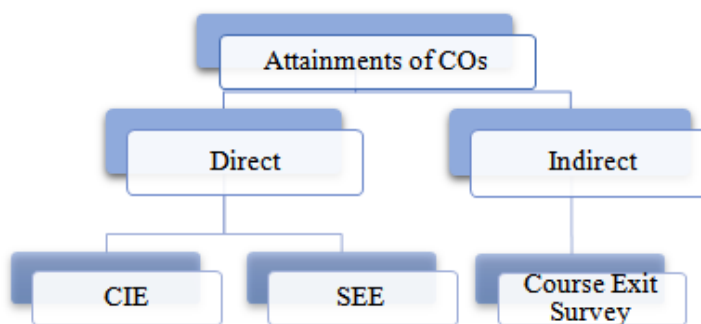 Attainments of COs
Direct
Indirect
CIE
SEE
Course Exit
Survey